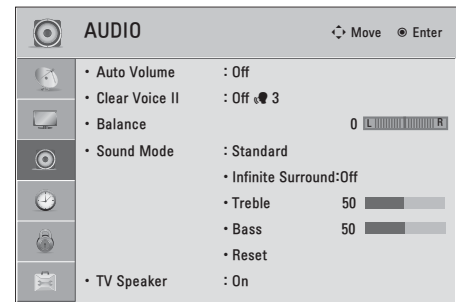 AUDIO Move Enter
• Auto Volume : Off
• Clear Voice II : Off 3
• Balance 0 L R
• Sound Mode : Standard
• Infinite Surround:Off
• Treble 50
• Bass 50
• Reset
• TV Speaker : On